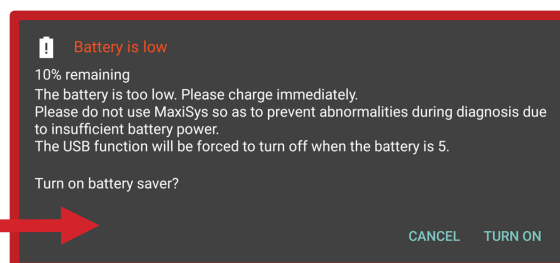 Battery is low
10% remaining
The battery is too low. Please charge immediately.
Please do not use MaxiSys so as to prevent abnormalities during diagnosis due
to insufficient battery power.
The USB function will be forced to turn off when the battery is 5.
Turn on battery saver?
CANCEL TURN ON